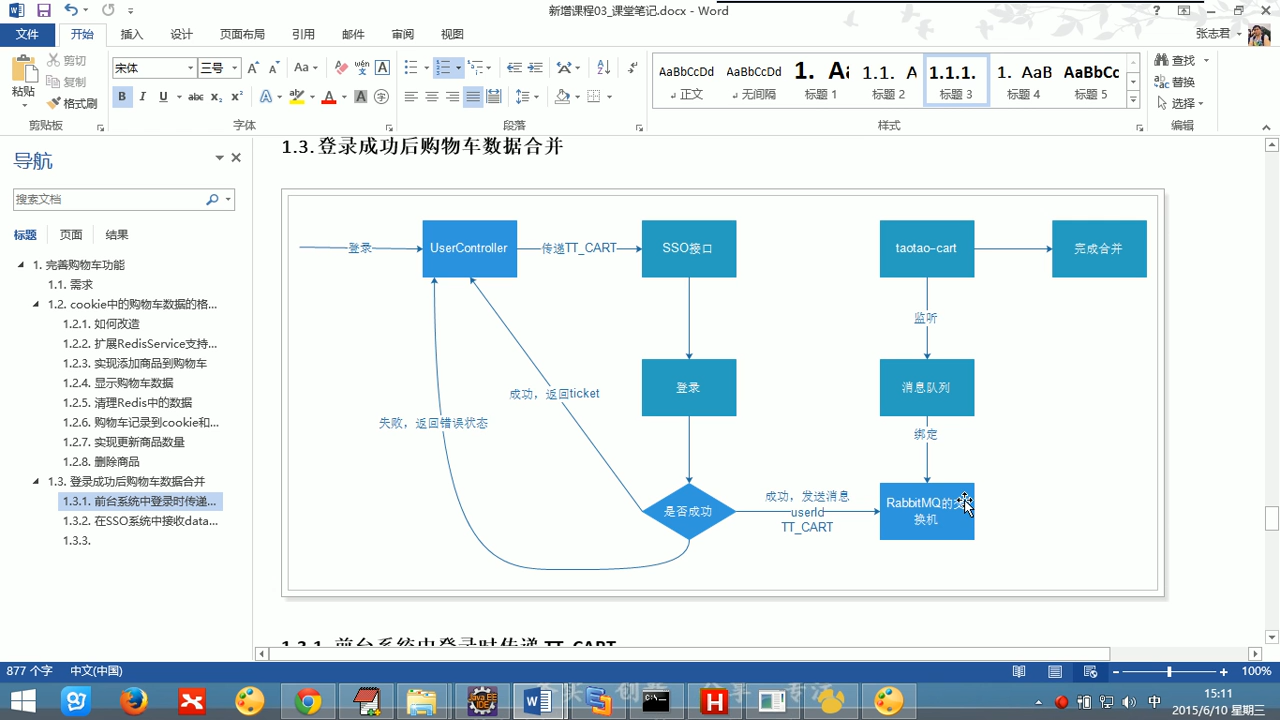 新增课程03_课堂笔记.docx - Word
文件 开始 插入 设计 页面布局 引用 邮件 审阅 视图 张志君
粘贴 剪切 复制 格式刷
宋体 三号
AaBbCcDd AaBbCcDd 1. Aa 1.1. A 1.1.1. 1. AaB AaBbCc
正文 无间隔 标题 1 标题 2 标题 3 标题 4 标题 5
查找
替换
选择
剪贴板 字体 段落 样式 编辑
导航
搜索文档
标题 页面 结果
1. 完善购物车功能
1.1. 需求
1.2. cookie中的购物车数据的格...
1.2.1. 如何改造
1.2.2. 扩展RedisService支持...
1.2.3. 实现添加商品到购物车
1.2.4. 显示购物车数据
1.2.5. 清理Redis中的数据
1.2.6. 购物车记录到cookie和...
1.2.7. 实现更新商品数量
1.2.8. 删除商品
1.3. 登录成功后购物车数据合并
1.3.1. 前台系统中登录时传递...
1.3.2. 在SSO系统中接收data...
1.3.3.
1.3. 登录成功后购物车数据合并
登录 UserController 传递TT_CART SSO接口 taotao-cart 完成合并
监听
登录 消息队列
成功，返回ticket
失败，返回错误状态
绑定
是否成功
成功，发送消息
userId
TT_CART
RabbitMQ的交
换机
1.3.1. 前台系统中登录时传递 TT_CART
877 个字 中文(中国) 100%
中 15:11
2015/6/10 星期三